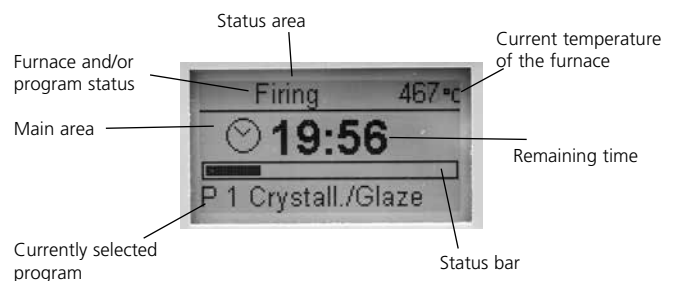 Status area
Furnace and/or
program status
Current temperature
of the furnace
Firing
467°C
Main area
19:56
Remaining time
P 1 Crystall./Glaze
Currently selected
program
Status bar